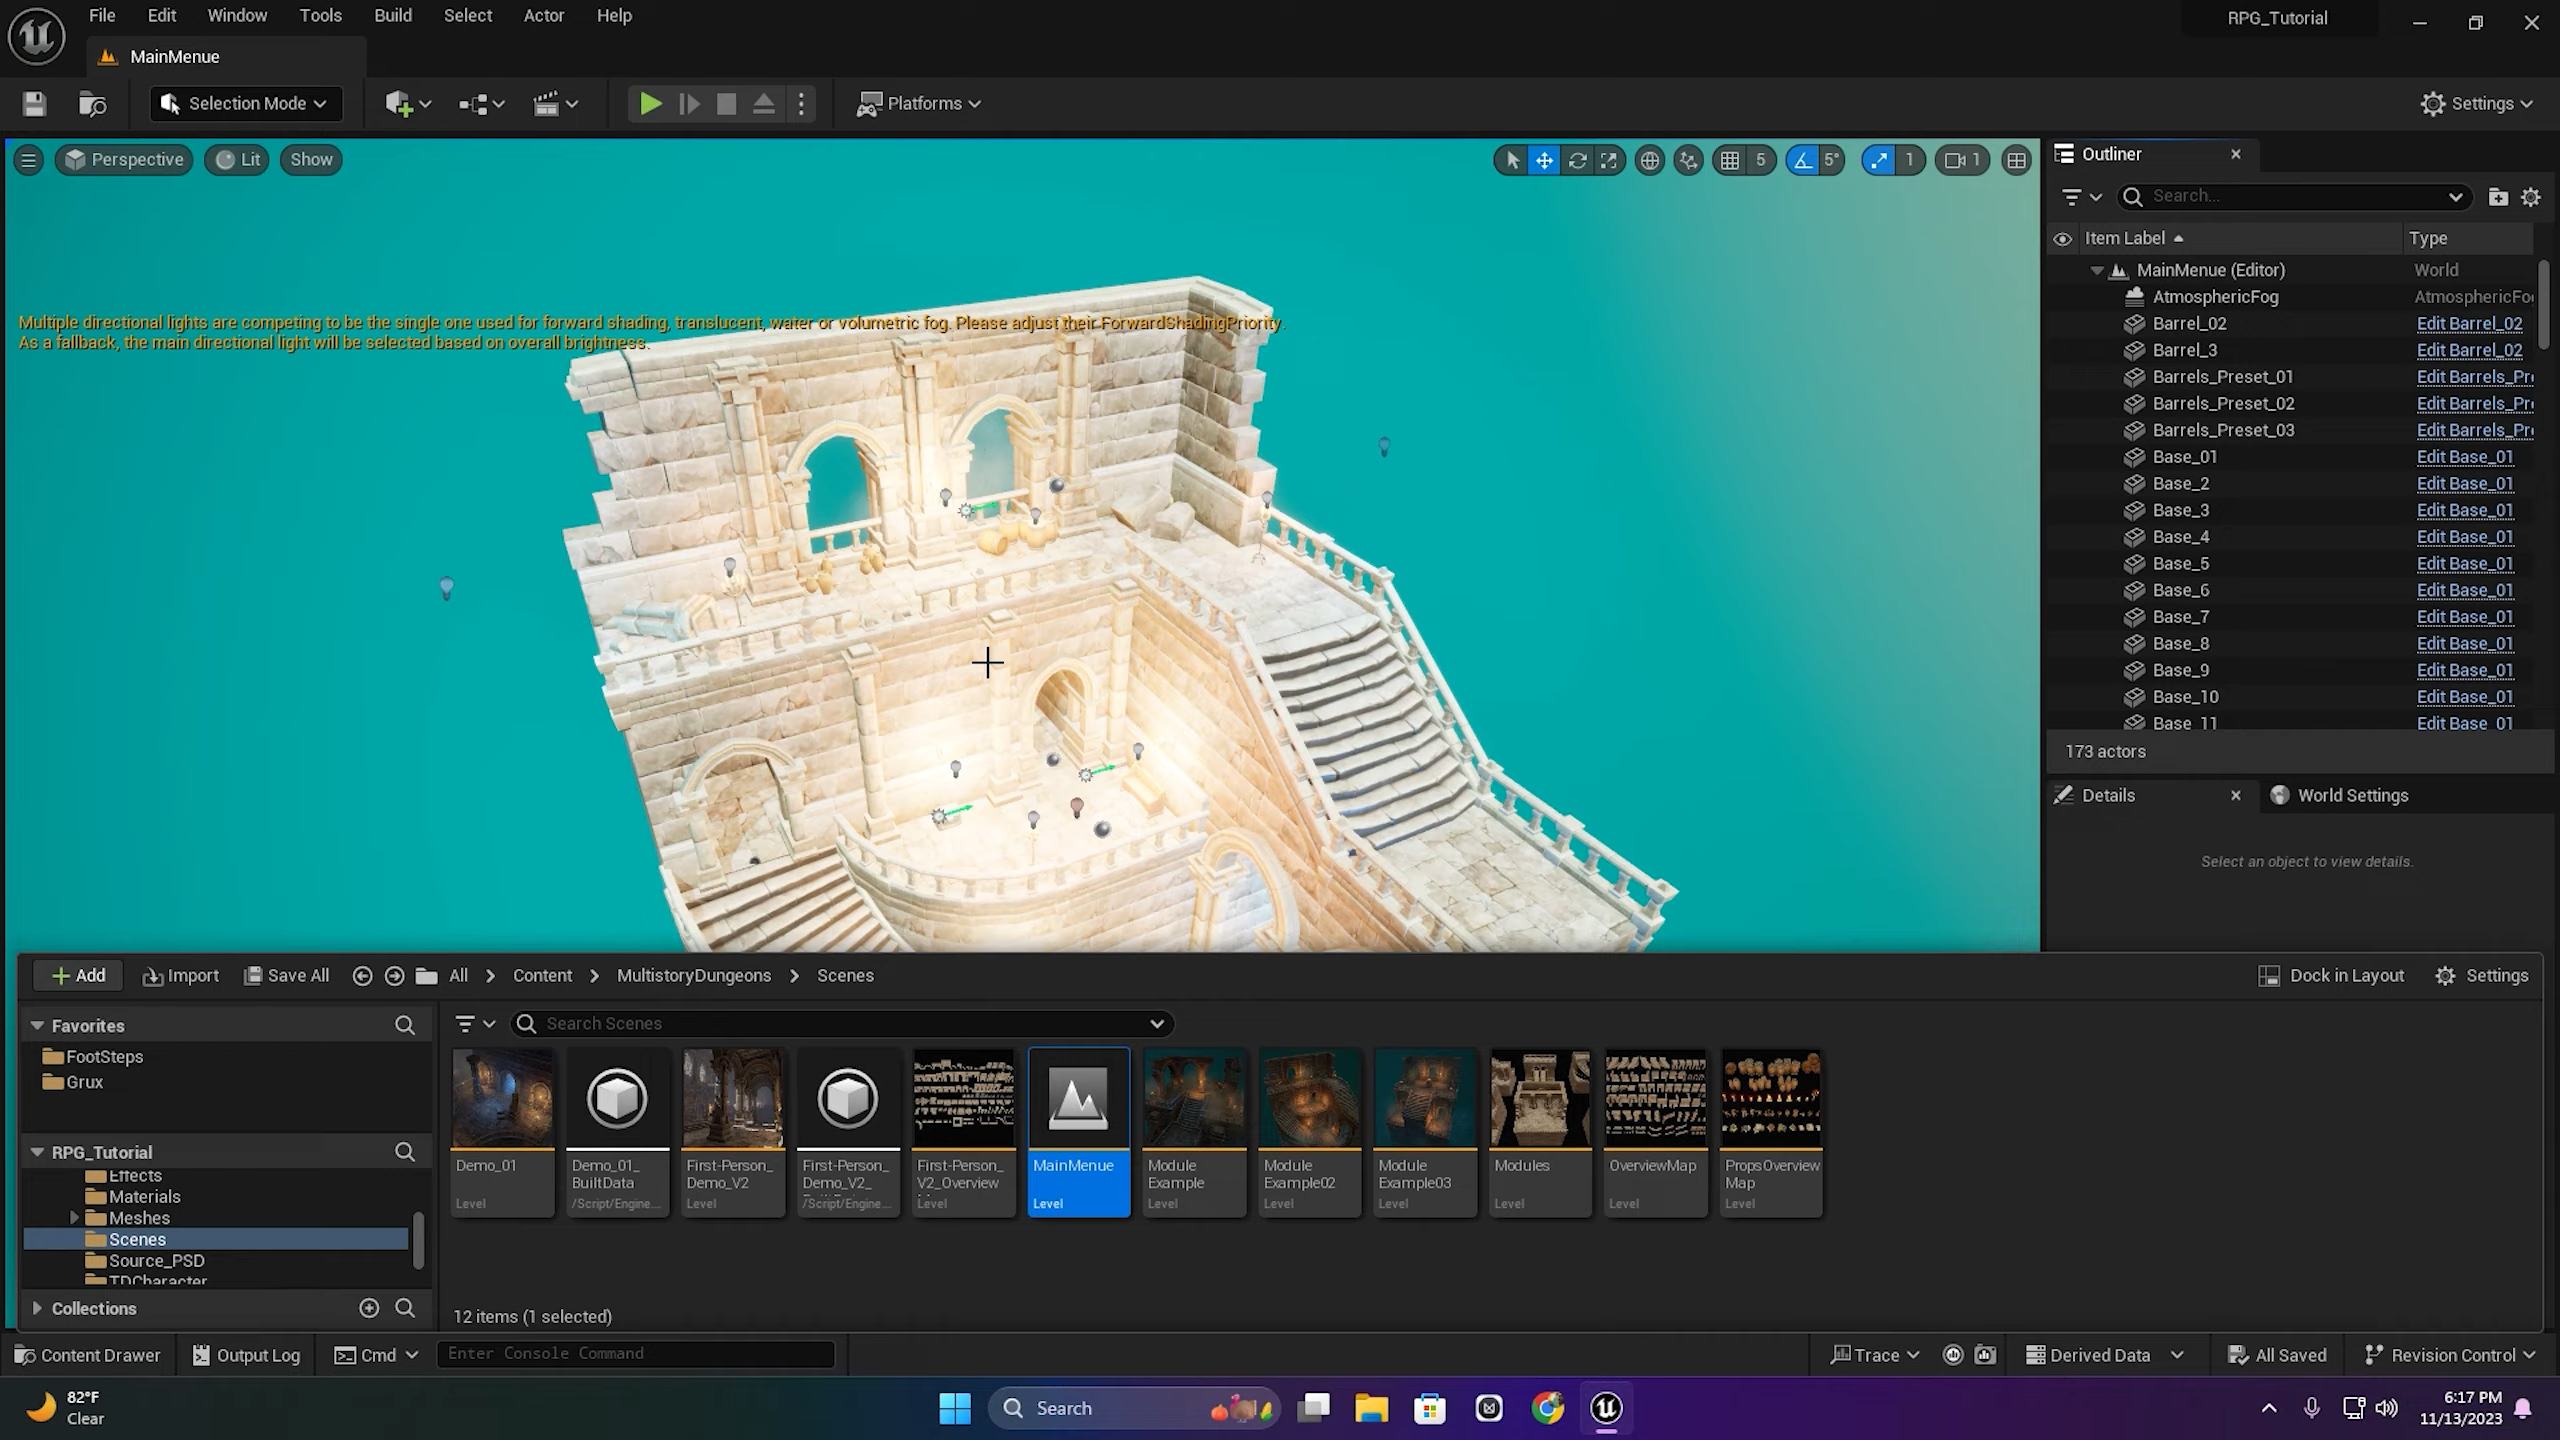 File Edit Window Tools Build Select Actor Help
RPG_Tutorial
MainMenue
Selection Mode
Platforms
Settings
Perspective Lit Show
5 5° 1 1
Multiple directional lights are competing to be the single one used for forward shading, translucent, water or volumetric fog. Please adjust their ForwardShadingPriority.
As a fallback, the main directional light will be selected based on overall brightness.
Outliner
Search...
Item Label Type
MainMenue (Editor) World
AtmosphericFog AtmosphericFo
Barrel_02 Edit Barrel_02
Barrel_3 Edit Barrel_02
Barrels_Preset_01 Edit Barrels_Pr
Barrels_Preset_02 Edit Barrels_Pr
Barrels_Preset_03 Edit Barrels_Pr
Base_01 Edit Base_01
Base_2 Edit Base_01
Base_3 Edit Base_01
Base_4 Edit Base_01
Base_5 Edit Base_01
Base_6 Edit Base_01
Base_7 Edit Base_01
Base_8 Edit Base_01
Base_9 Edit Base_01
Base_10 Edit Base_01
Base_11 Edit Base_01
173 actors
Details World Settings
Select an object to view details.
Add Import Save All All Content MultistoryDungeons Scenes Dock in Layout Settings
Favorites
FootSteps
Grux
RPG_Tutorial
Effects
Materials
Meshes
Scenes
Source_PSD
TDCharacter
Collections
Search Scenes
Demo_01
Level
Demo_01_
BuiltData
/Script/Engine....
First-Person_
Demo_V2
Level
First-Person_
Demo_V2_
/Script/Engine....
First-Person_
V2_Overview
Level
MainMenue
Level
Module
Example
Level
Module
Example02
Level
Module
Example03
Level
Modules
Level
OverviewMap
Level
PropsOverview
Map
Level
12 items (1 selected)
Content Drawer Output Log Cmd Enter Console Command Trace Derived Data All Saved Revision Control
82°F
Clear
Search
6:17 PM
11/13/2023